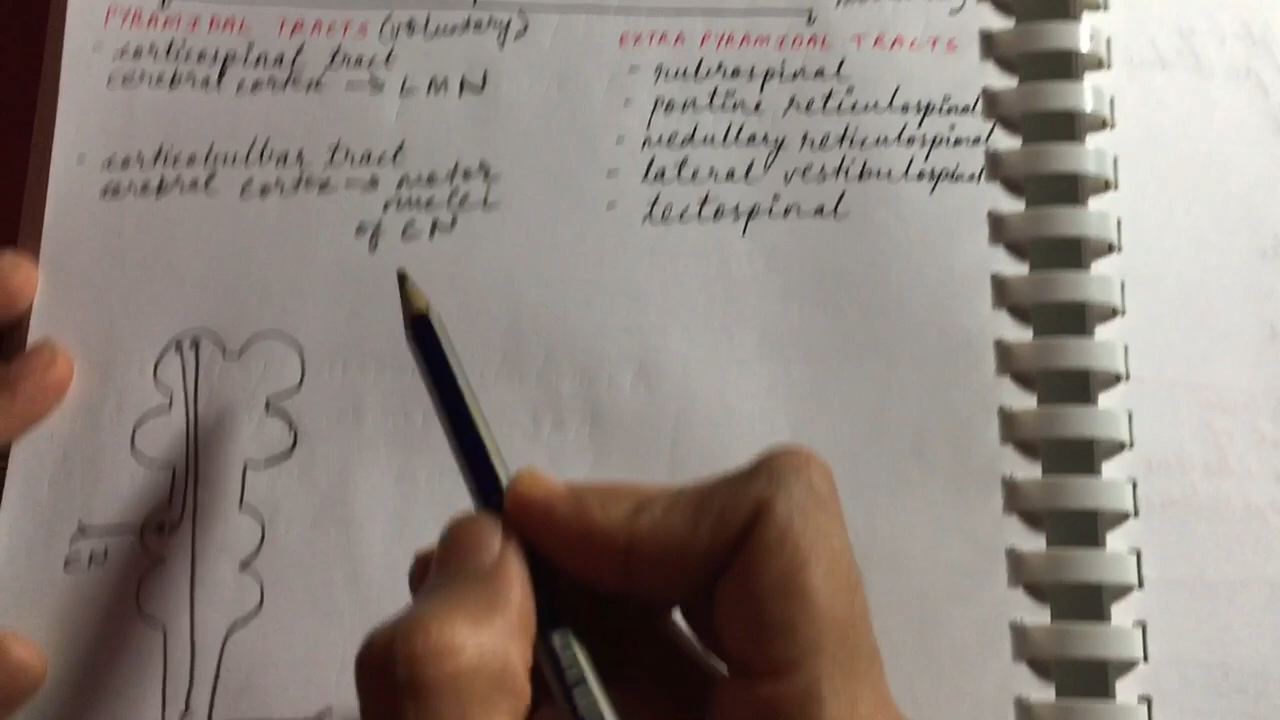 PYRAMIDAL TRACTS (voluntary)
- corticospinal tract
cerebral cortex → LMN
- corticobulbar tract
cerebral cortex → motor
nuclei
of CN
EXTRA PYRAMIDAL TRACTS
- rubrospinal
- pontine reticulospinal
- medullary reticulospinal
- lateral vestibulospinal
- tectospinal
CN